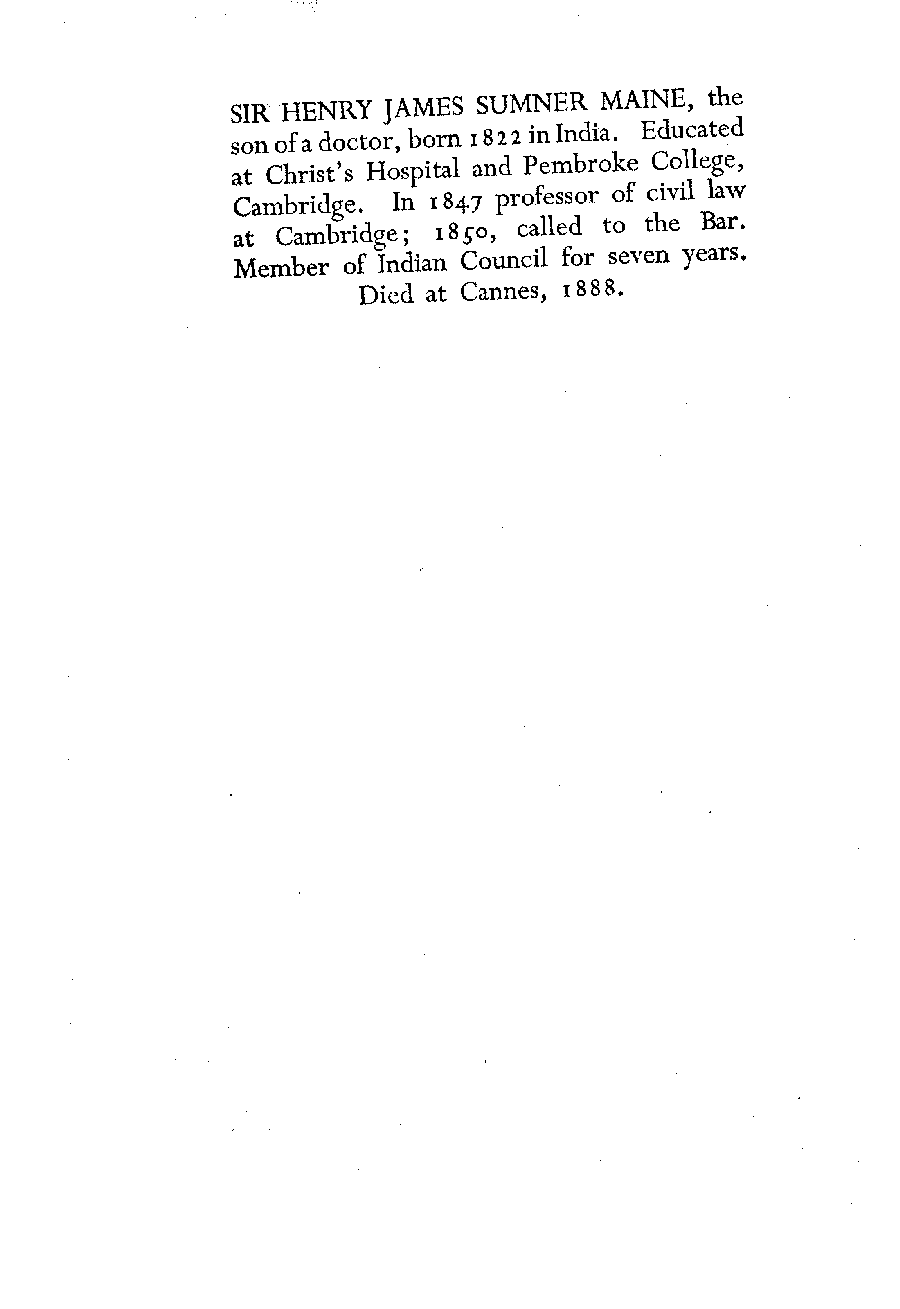 SIR HENRY JAMES SUMNER MAINE, the
son of a doctor, born 1822 in India. Educated
at Christ's Hospital and Pembroke College,
Cambridge. In 1847 professor of civil law
at Cambridge; 1850, called to the Bar.
Member of Indian Council for seven years.
Died at Cannes, 1888.